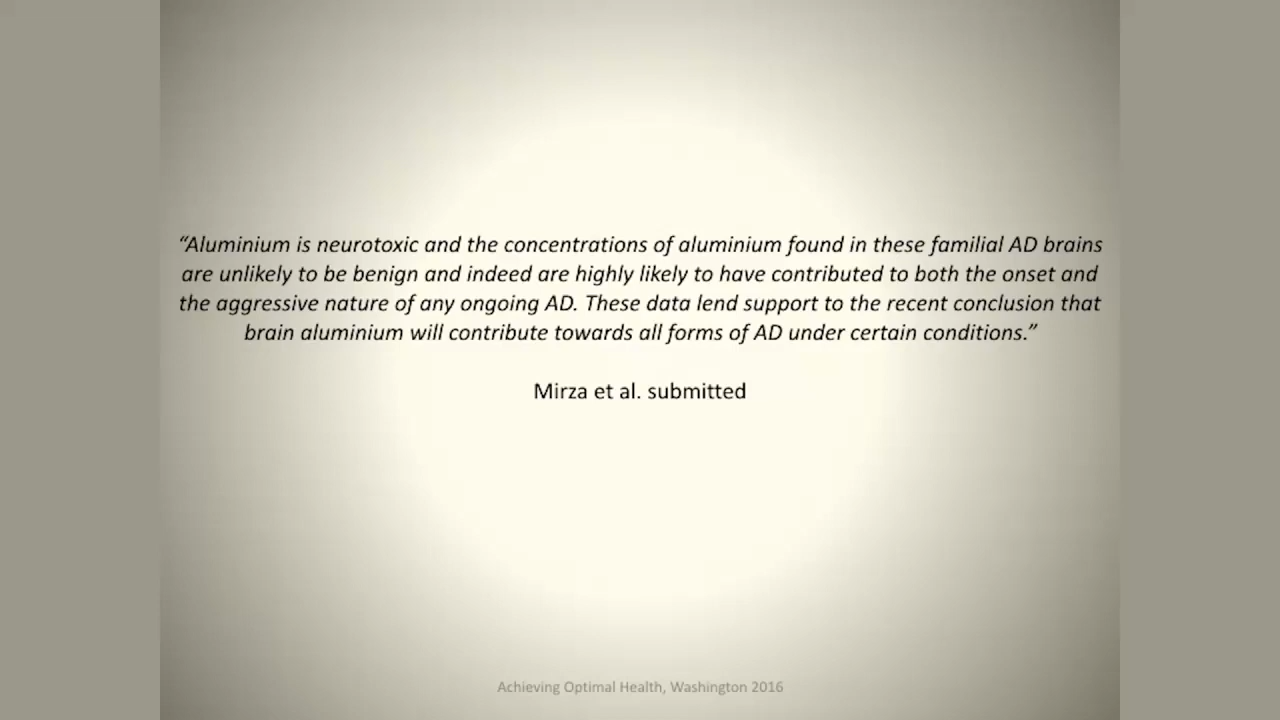 “Aluminium is neurotoxic and the concentrations of aluminium found in these familial AD brains
are unlikely to be benign and indeed are highly likely to have contributed to both the onset and
the aggressive nature of any ongoing AD. These data lend support to the recent conclusion that
brain aluminium will contribute towards all forms of AD under certain conditions.”
Mirza et al. submitted
Achieving Optimal Health, Washington 2016